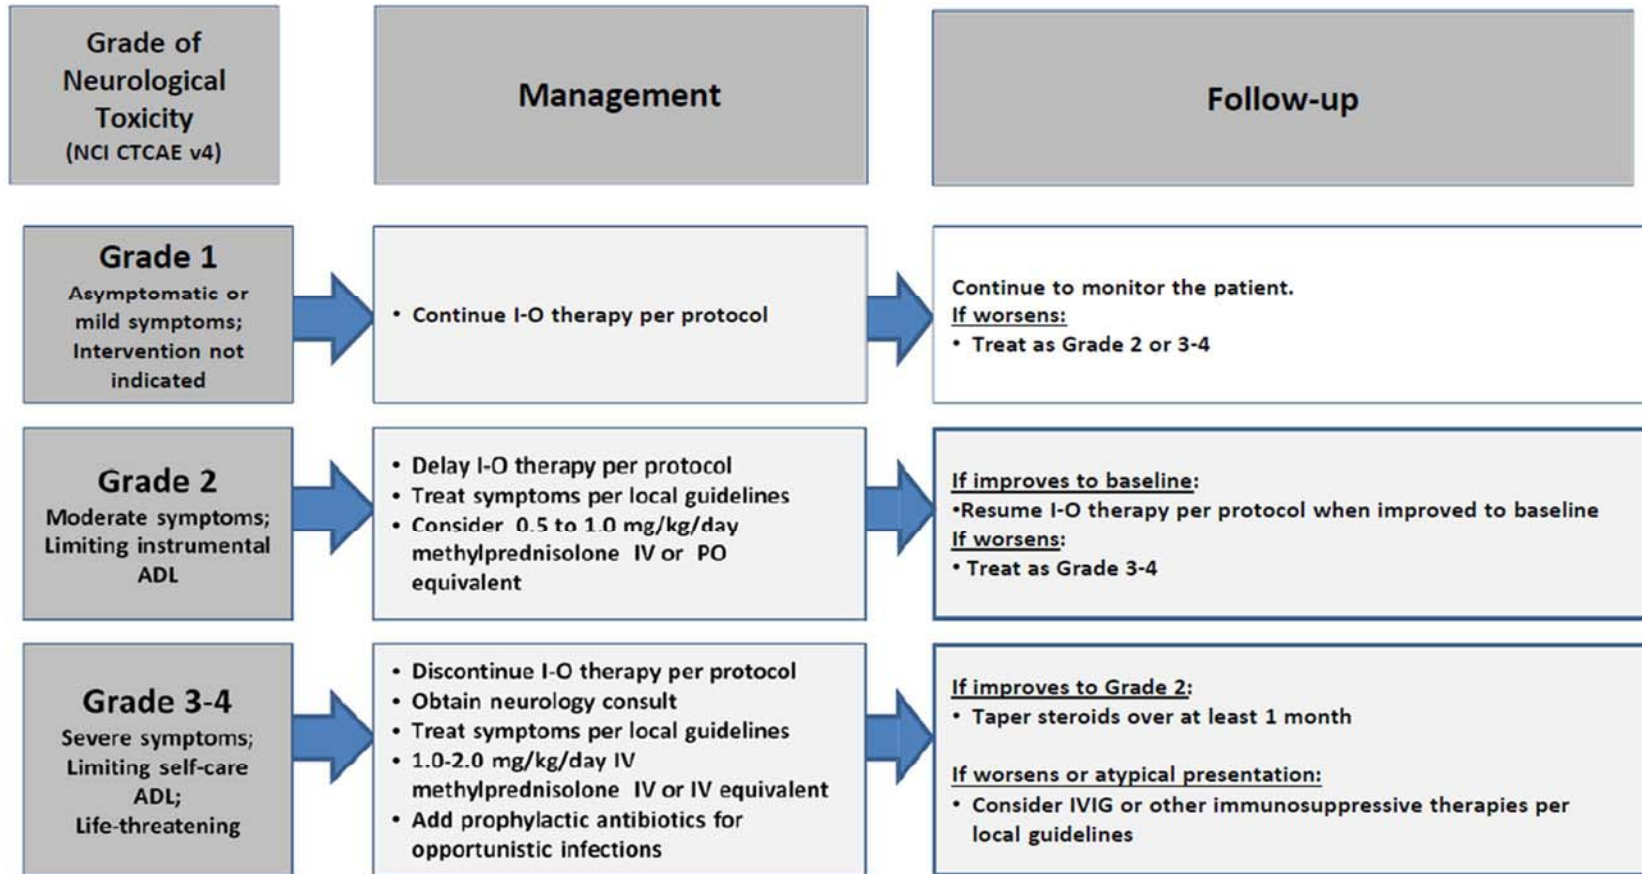 Grade of
Neurological
Toxicity
(NCI CTCAE v4)
Management
Follow-up
Grade 1
Asymptomatic or
mild symptoms;
Intervention not
indicated
• Continue I-O therapy per protocol
Continue to monitor the patient.
If worsens:
• Treat as Grade 2 or 3-4
Grade 2
Moderate symptoms;
Limiting instrumental
ADL
• Delay I-O therapy per protocol
• Treat symptoms per local guidelines
• Consider 0.5 to 1.0 mg/kg/day
methylprednisolone IV or PO
equivalent
If improves to baseline:
•Resume I-O therapy per protocol when improved to baseline
If worsens:
• Treat as Grade 3-4
Grade 3-4
Severe symptoms;
Limiting self-care
ADL;
Life-threatening
• Discontinue I-O therapy per protocol
• Obtain neurology consult
• Treat symptoms per local guidelines
• 1.0-2.0 mg/kg/day IV
methylprednisolone IV or IV equivalent
• Add prophylactic antibiotics for
opportunistic infections
If improves to Grade 2:
• Taper steroids over at least 1 month
If worsens or atypical presentation:
• Consider IVIG or other immunosuppressive therapies per
local guidelines